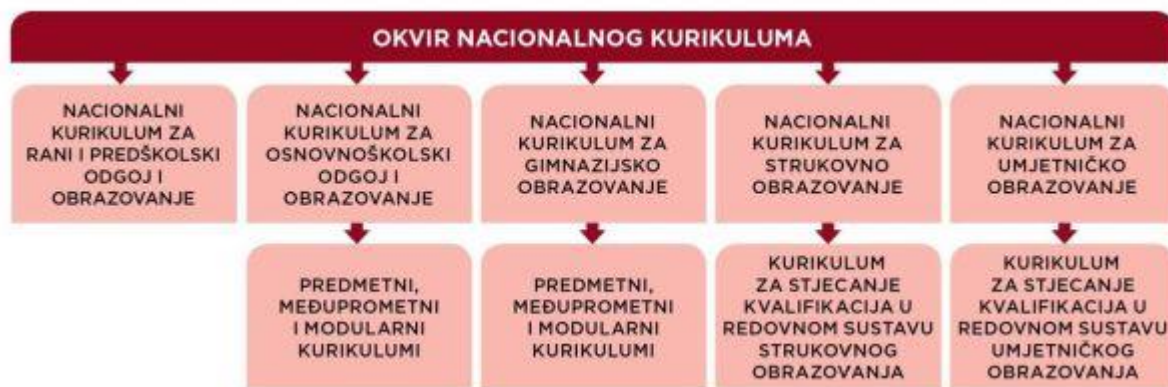 OKVIR NACIONALNOG KURIKULUMA
NACIONALNI
KURIKULUM ZA
RANI I PREDŠKOLSKI
ODGOJ I
OBRAZOVANJE
NACIONALNI
KURIKULUM ZA
OSNOVNOŠKOLSKI
ODGOJ I
OBRAZOVANJE
NACIONALNI
KURIKULUM ZA
GIMNAZIJSKO
OBRAZOVANJE
NACIONALNI
KURIKULUM ZA
STRUKOVNO
OBRAZOVANJE
NACIONALNI
KURIKULUM ZA
UMJETNIČKO
OBRAZOVANJE
PREDMETNI,
MEĐUPROMETNI
I MODULARNI
KURIKULUMI
PREDMETNI,
MEĐUPROMETNI
I MODULARNI
KURIKULUMI
KURIKULUM
ZA STJECANJE
KVALIFIKACIJA U
REDOVNOM SUSTAVU
STRUKOVNOG
OBRAZOVANJA
KURIKULUM
ZA STJECANJE
KVALIFIKACIJA U
REDOVNOM SUSTAVU
UMJETNIČKOG
OBRAZOVANJA